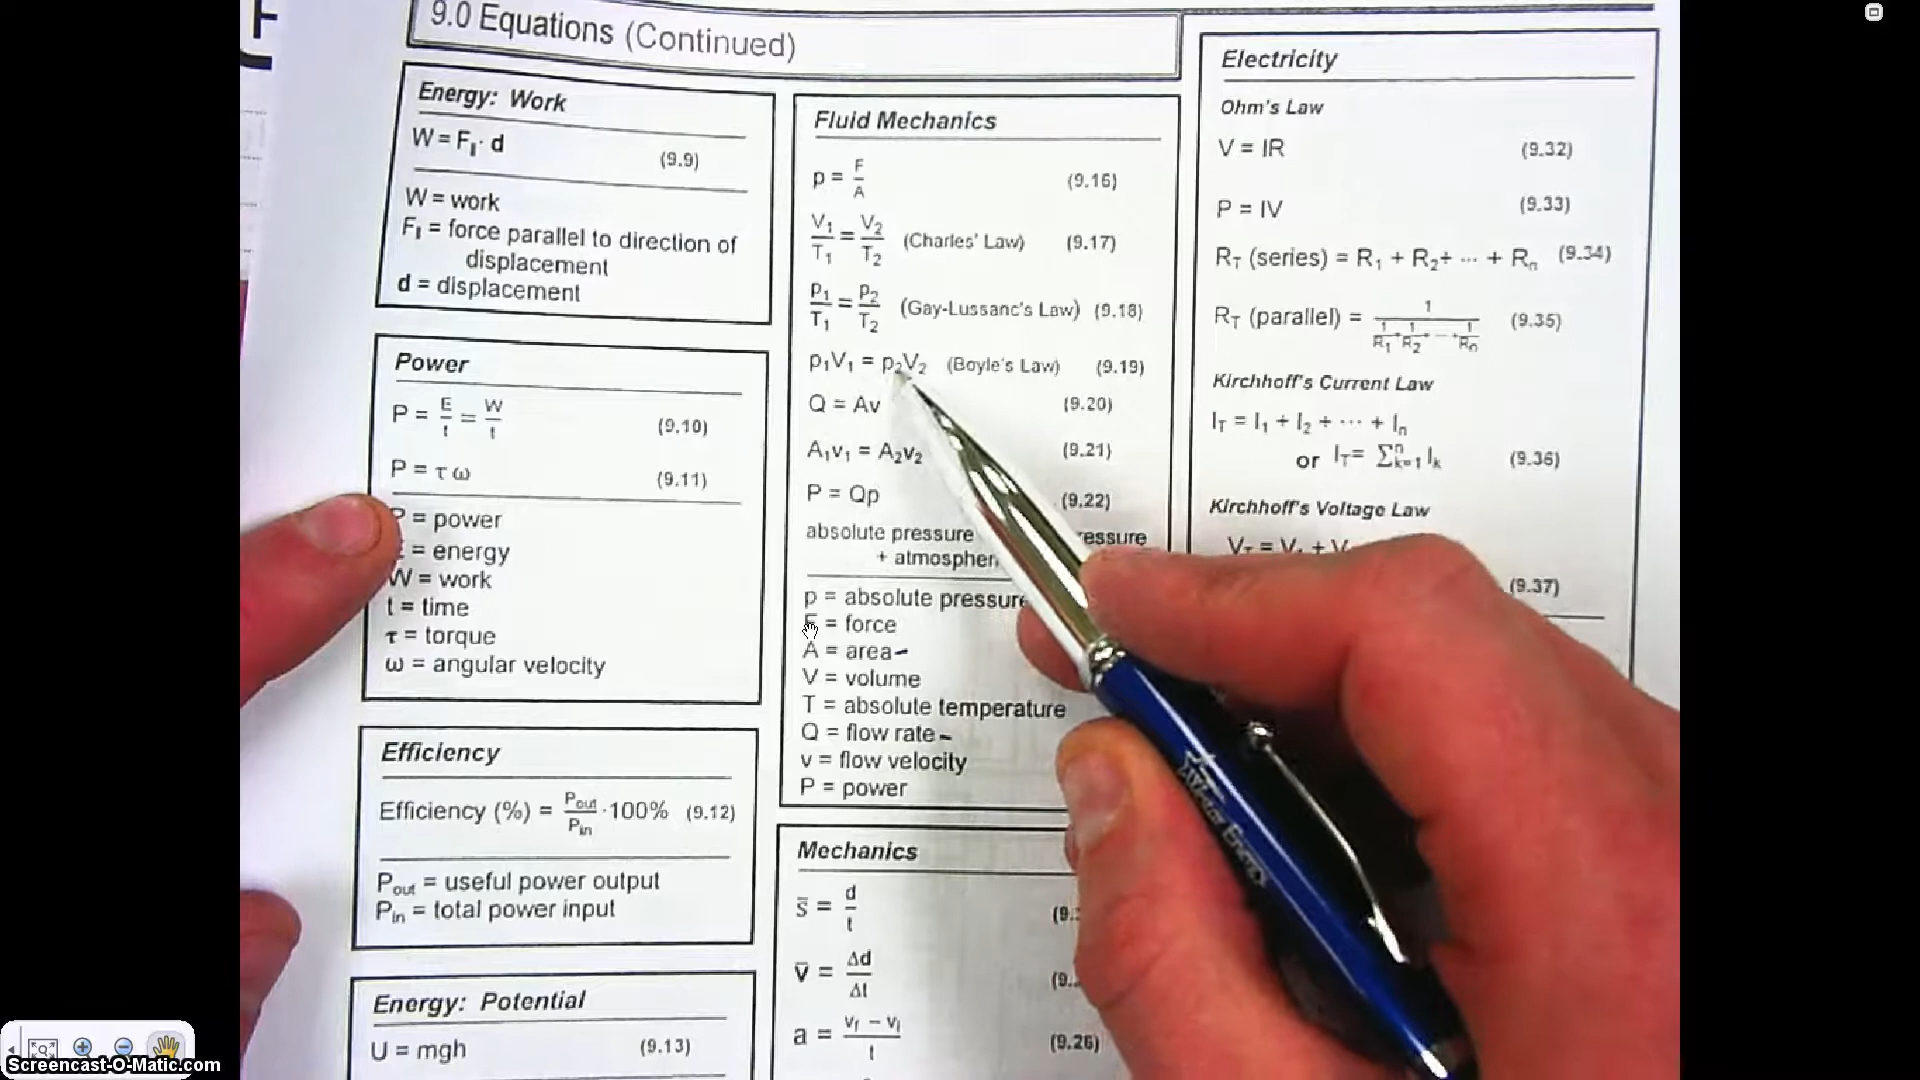 9.0 Equations (Continued)
Energy: Work
W = F∥ · d (9.9)
W = work
F∥ = force parallel to direction of
displacement
d = displacement
Power
P = E/t = W/t (9.10)
P = τ ω (9.11)
P = power
= energy
W = work
t = time
τ = torque
ω = angular velocity
Efficiency
Efficiency (%) = Pout/Pin · 100% (9.12)
Pout = useful power output
Pin = total power input
Energy: Potential
U = mgh (9.13)
Fluid Mechanics
p = F/A (9.16)
V1/T1 = V2/T2 (Charles' Law) (9.17)
p1/T1 = p2/T2 (Gay-Lussanc's Law) (9.18)
p1V1 = p2V2 (Boyle's Law) (9.19)
Q = Av (9.20)
A1v1 = A2v2 (9.21)
P = Qp (9.22)
absolute pressure
+
p = absolute pressure
= force
A = area
V = volume
T = absolute temperature
Q = flow rate
v = flow velocity
P = power
Mechanics
s̄ = d/t
v̄ = Δd/Δt
a = (vf − vi)/t (9.26)
Electricity
Ohm's Law
V = IR (9.32)
P = IV (9.33)
RT (series) = R1 + R2+ ··· + Rn (9.34)
RT (parallel) = 1/(1/R1 + 1/R2 + ··· + 1/Rn) (9.35)
Kirchhoff's Current Law
IT = I1 + I2 + ··· + In
or IT= Σⁿk=1 Ik (9.36)
Kirchhoff's Voltage Law
(9.37)
Screencast-O-Matic.com